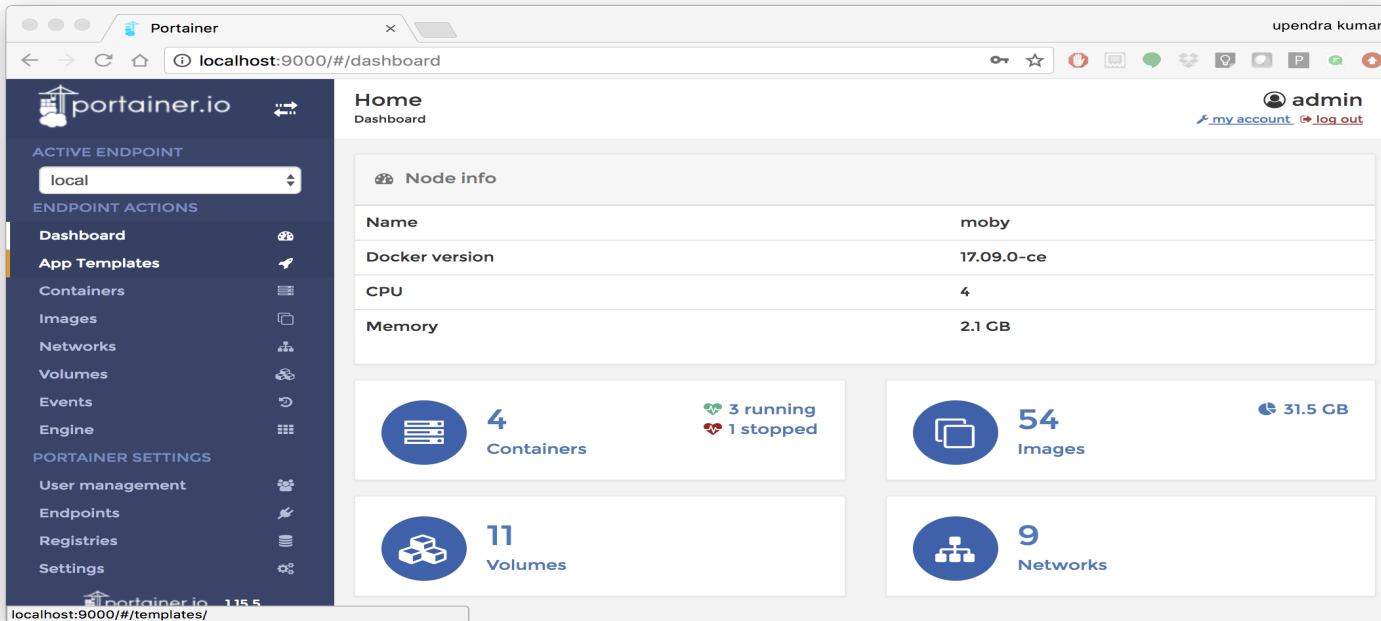 Portainer
upendra kumar
localhost:9000/#/dashboard
P
portainer.io
Home
Dashboard
admin
my account log out
ACTIVE ENDPOINT
local
ENDPOINT ACTIONS
Dashboard
App Templates
Containers
Images
Networks
Volumes
Events
Engine
PORTAINER SETTINGS
User management
Endpoints
Registries
Settings
portainer.io 1.15.5
localhost:9000/#/templates/
Node info
Name moby
Docker version 17.09.0-ce
CPU 4
Memory 2.1 GB
4
Containers
3 running
1 stopped
54
Images
31.5 GB
11
Volumes
9
Networks